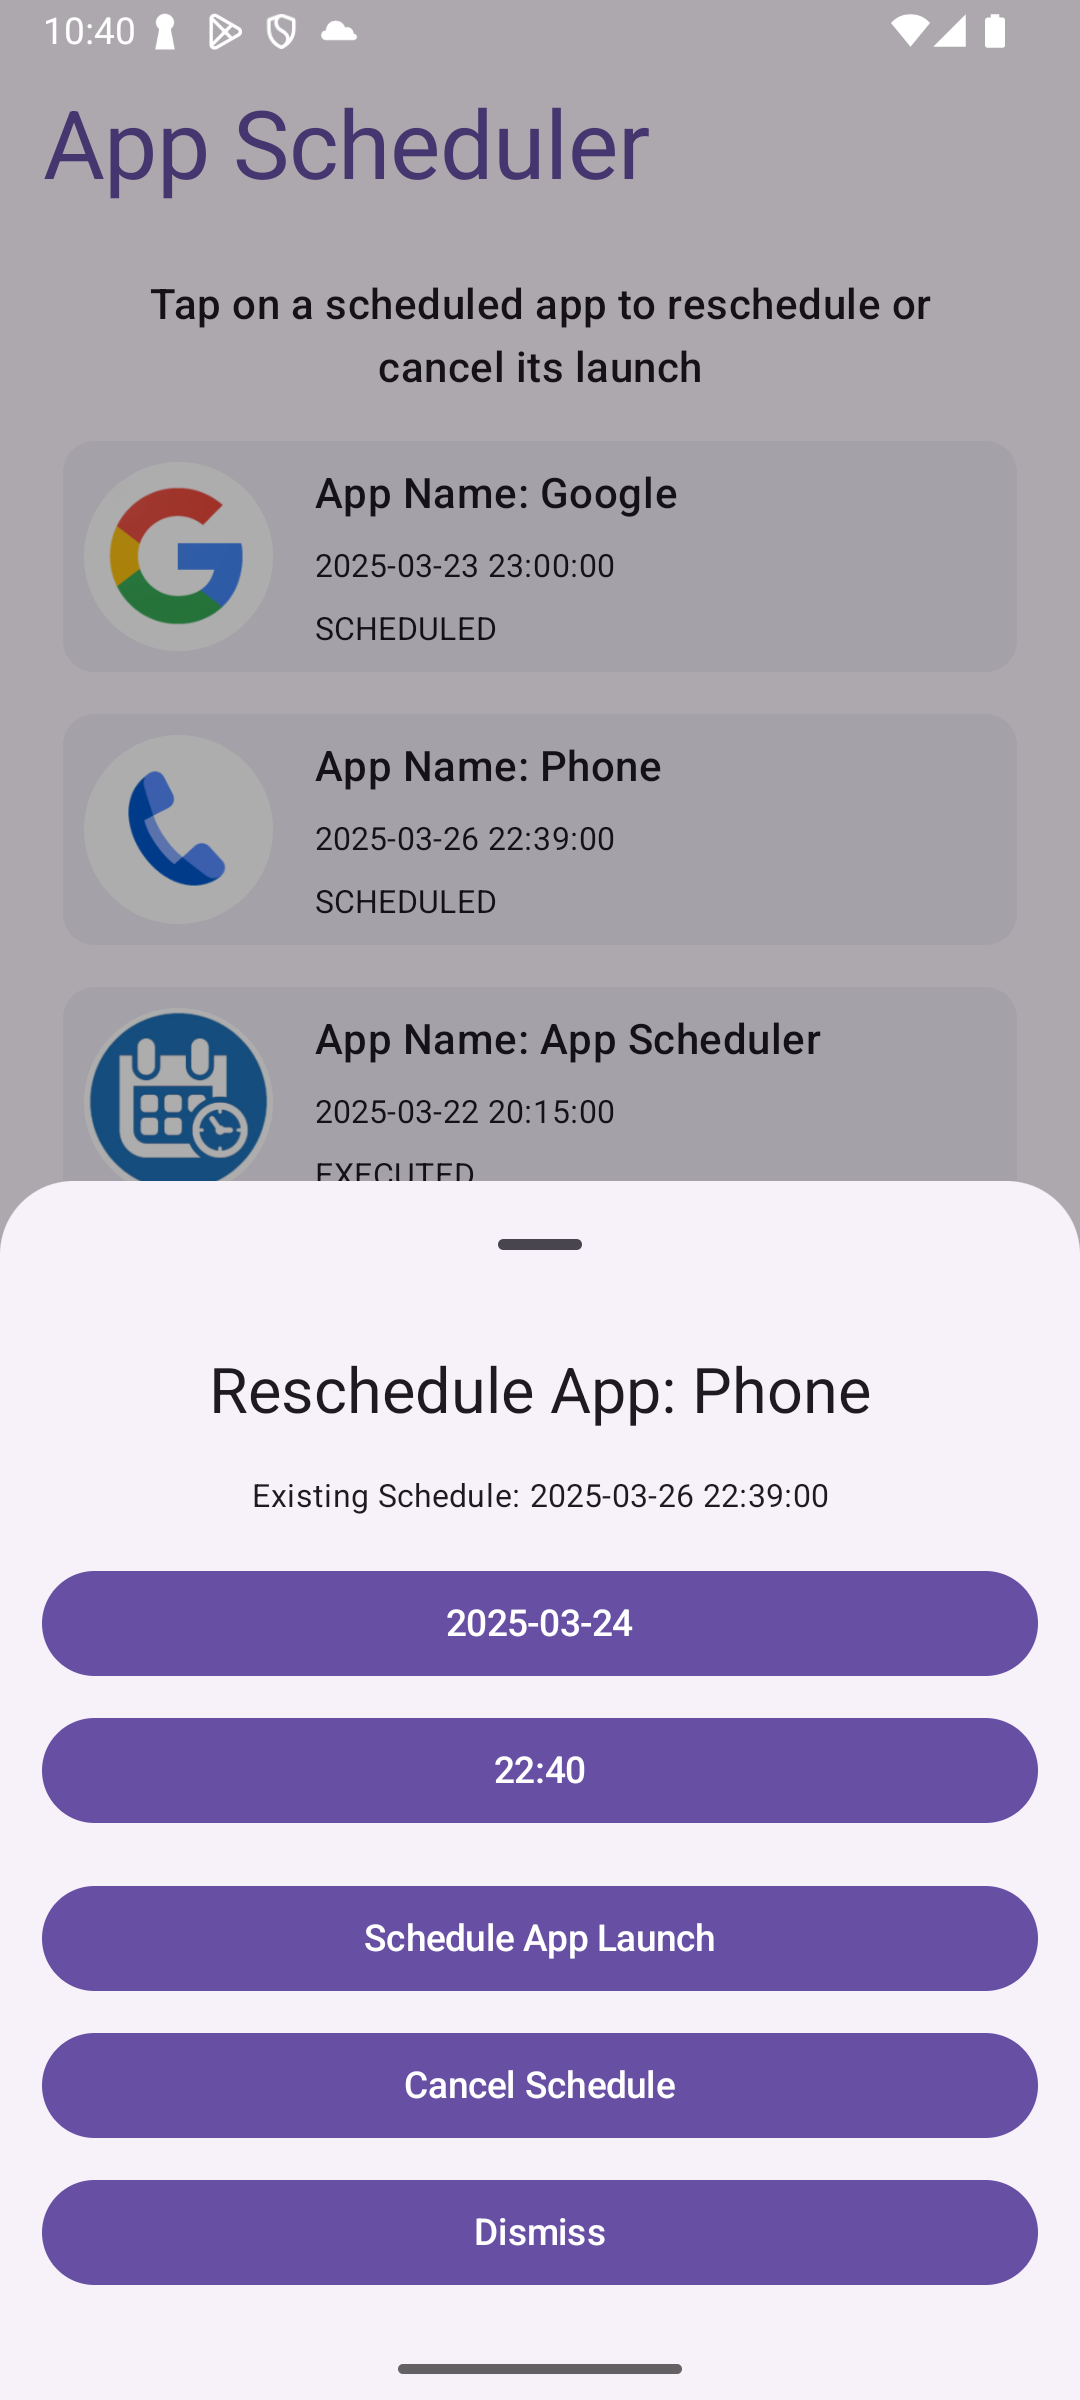 10:40
App Scheduler
Tap on a scheduled app to reschedule or
cancel its launch
App Name: Google
2025-03-23 23:00:00
SCHEDULED
App Name: Phone
2025-03-26 22:39:00
SCHEDULED
App Name: App Scheduler
2025-03-22 20:15:00
EXECUTED
Reschedule App: Phone
Existing Schedule: 2025-03-26 22:39:00
2025-03-24
22:40
Schedule App Launch
Cancel Schedule
Dismiss